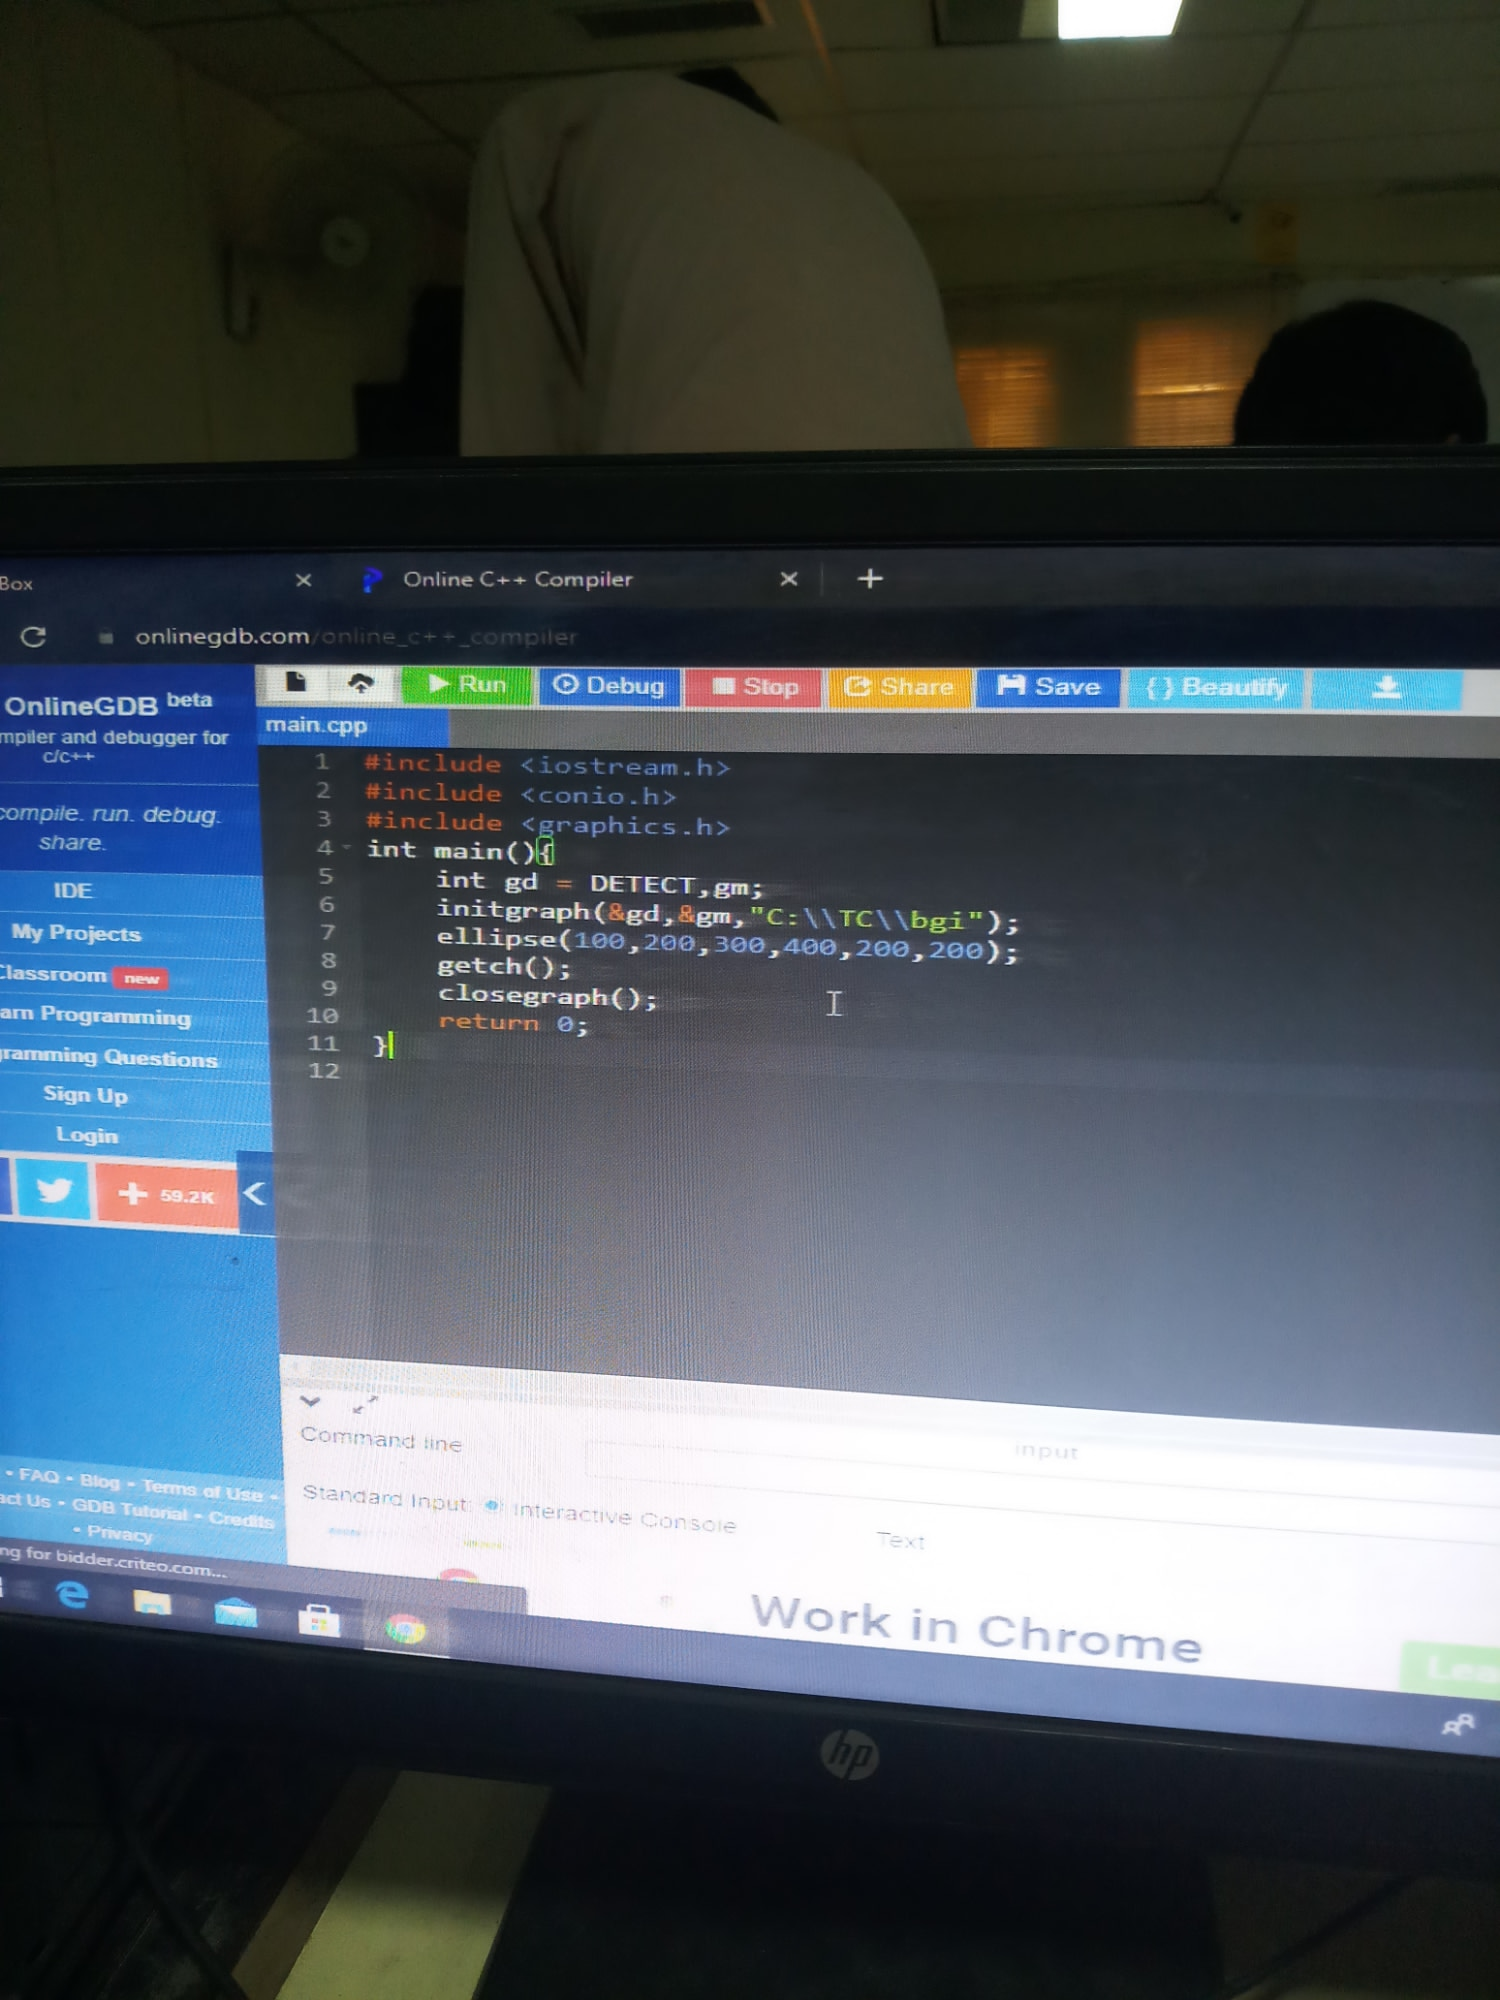 Box
Online C++ Compiler
onlinegdb.com/online_c++_compiler
OnlineGDB beta
mpiler and debugger for
c/c++
compile. run. debug.
share.
IDE
My Projects
Classroom new
arn Programming
ramming Questions
Sign Up
Login
59.2K
• FAQ • Blog • Terms of Use •
act Us • GDB Tutorial • Credits
• Privacy
ng for bidder.criteo.com...
Run Debug Stop Share Save {} Beautify
main.cpp
1 #include <iostream.h>
2 #include <conio.h>
3 #include <graphics.h>
4 int main(){
5 int gd = DETECT,gm;
6 initgraph(&gd,&gm,"C:\\TC\\bgi");
7 ellipse(100,200,300,400,200,200);
8 getch();
9 closegraph();
10 return 0;
11 }
12
input
Command line
Standard Input: Interactive Console Text
Work in Chrome
Lea
hp